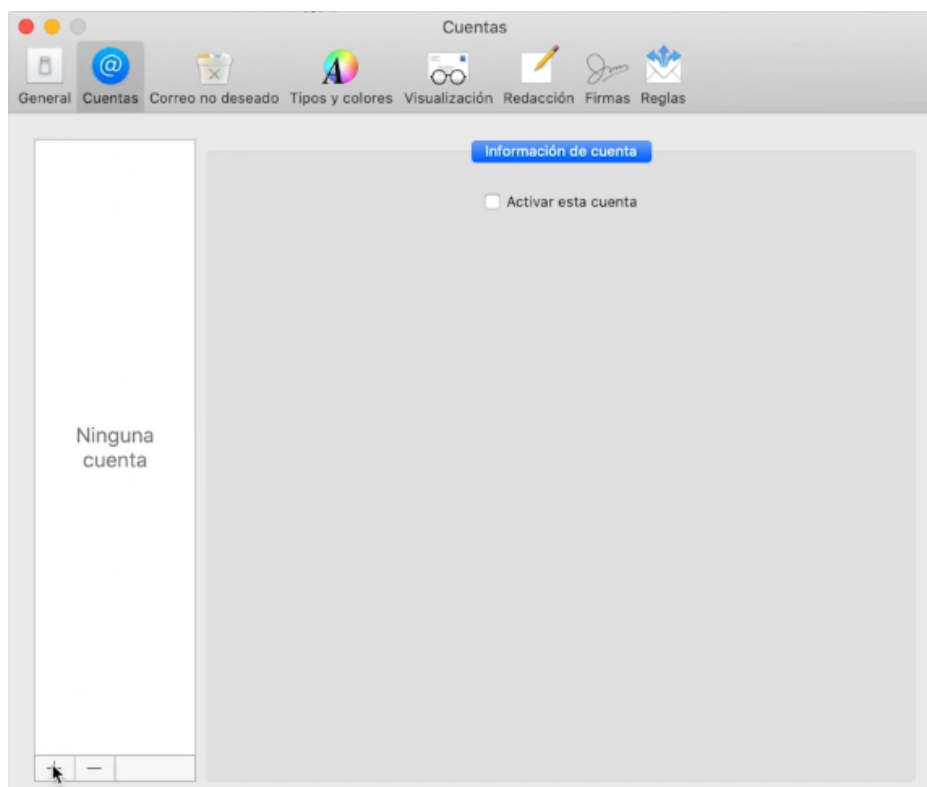 Cuentas
General Cuentas Correo no deseado Tipos y colores Visualización Redacción Firmas Reglas
Información de cuenta
Activar esta cuenta
Ninguna
cuenta